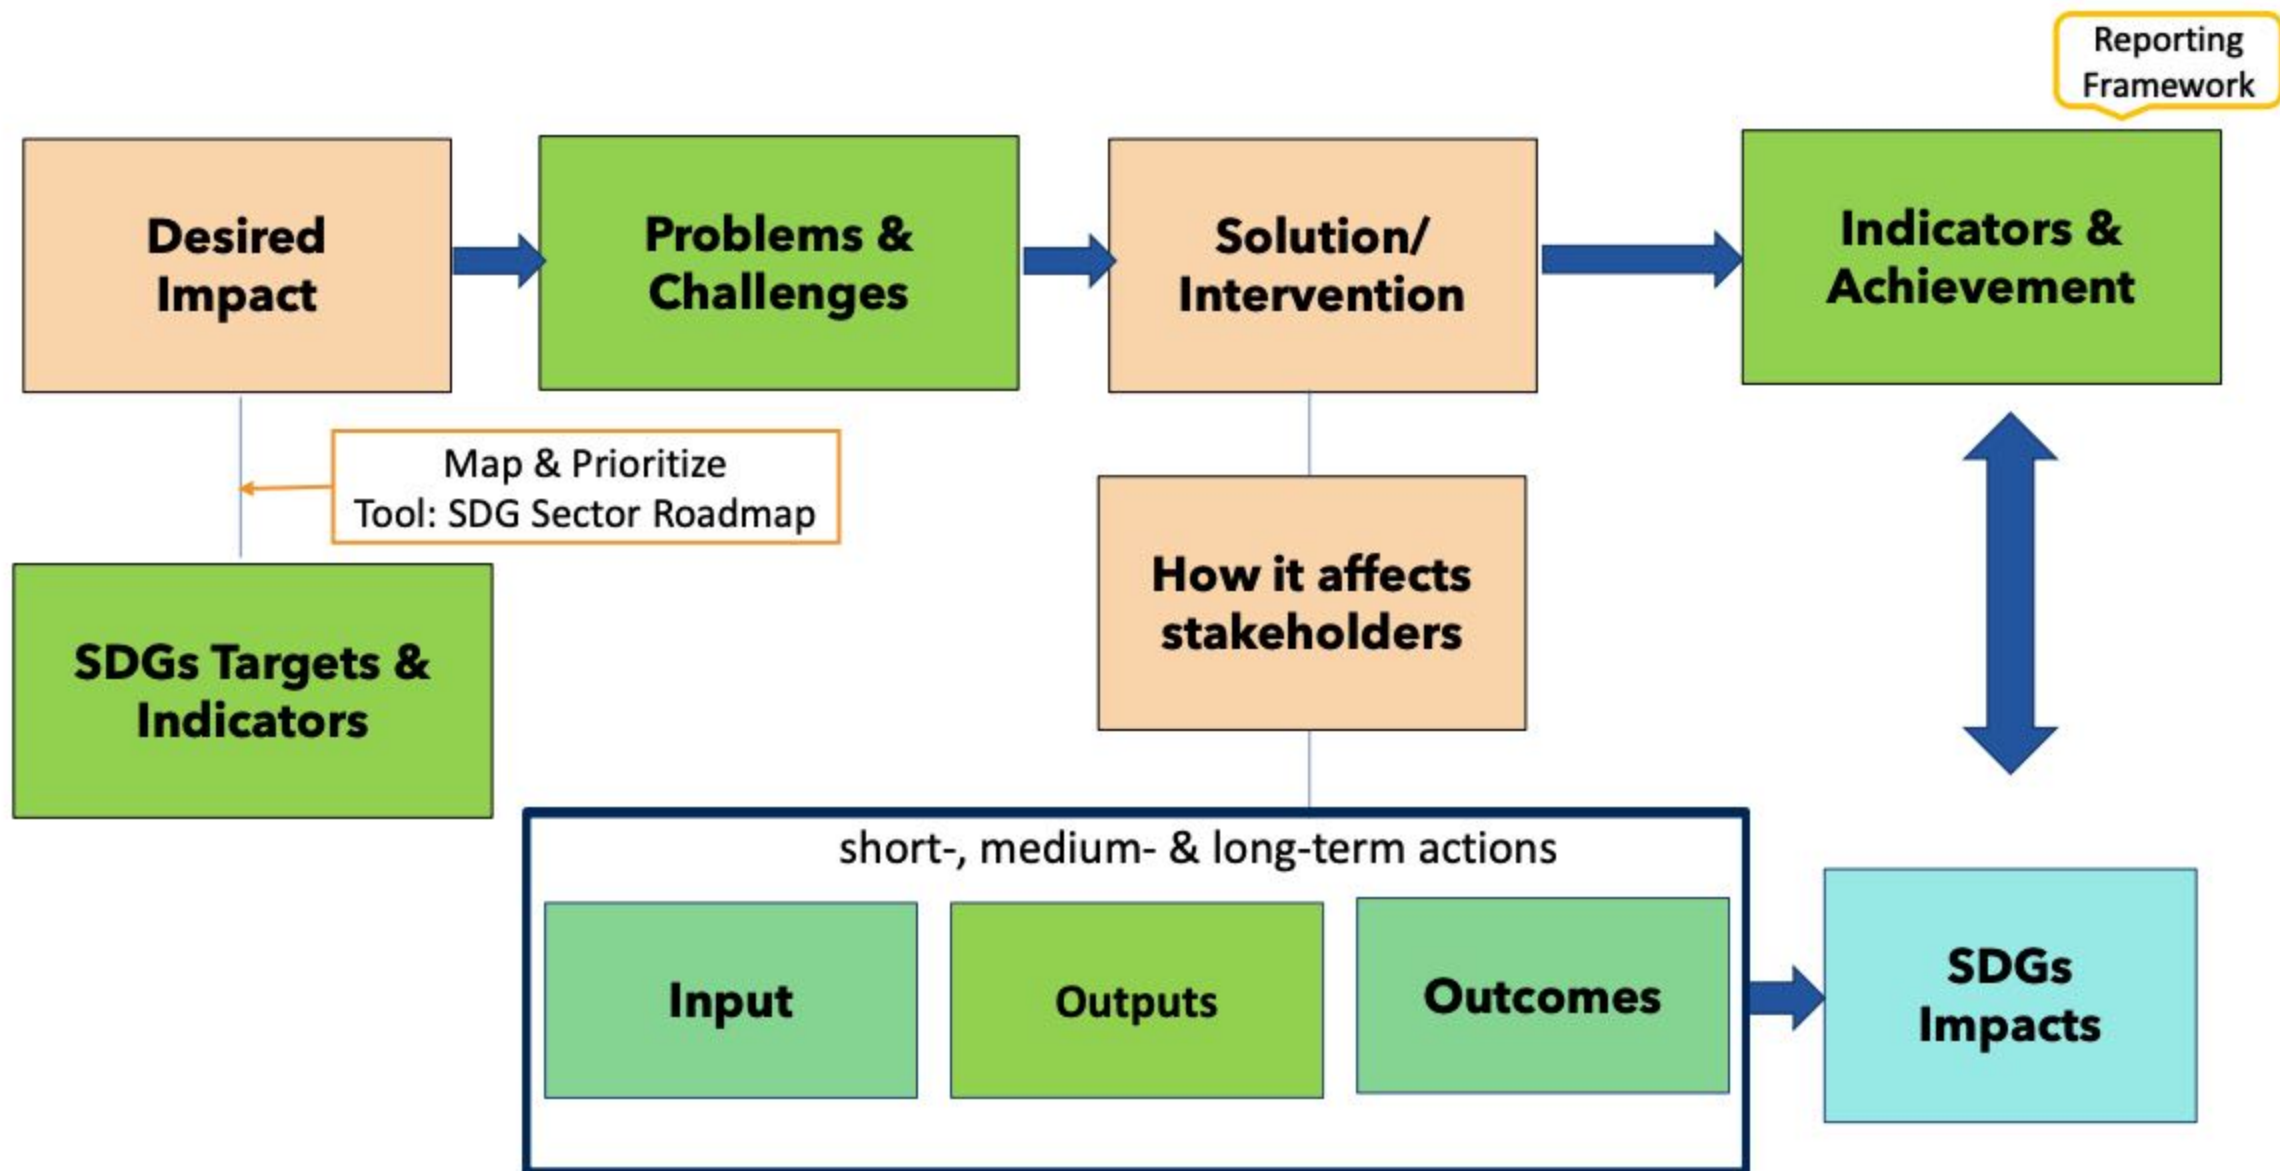 Reporting
Framework
Desired
Impact
Problems &
Challenges
Solution/
Intervention
Indicators &
Achievement
Map & Prioritize
Tool: SDG Sector Roadmap
SDGs Targets &
Indicators
How it affects
stakeholders
short-, medium- & long-term actions
Input
Outputs
Outcomes
SDGs
Impacts